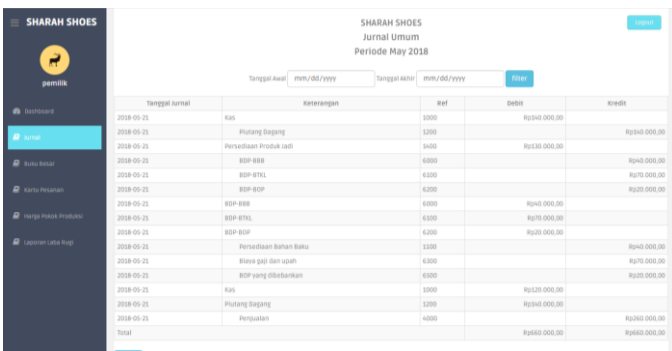 SHARAH SHOES
pemilik
Dashboard
Jurnal
Buku Besar
Kartu Pesanan
Harga Pokok Produksi
Laporan Laba Rugi
Logout
SHARAH SHOES
Jurnal Umum
Periode May 2018
Tanggal Awal mm/dd/yyyy Tanggal Akhir mm/dd/yyyy filter
Tanggal Jurnal Keterangan Ref Debit Kredit
2018-05-21 Kas 1000 Rp140.000,00
2018-05-21 Piutang Dagang 1200 Rp140.000,00
2018-05-21 Persediaan Produk Jadi 1400 Rp130.000,00
2018-05-21 BDP-BBB 6000 Rp40.000,00
2018-05-21 BDP-BTKL 6100 Rp70.000,00
2018-05-21 BDP-BOP 6200 Rp20.000,00
2018-05-21 BDP-BBB 6000 Rp40.000,00
2018-05-21 BDP-BTKL 6100 Rp70.000,00
2018-05-21 BDP-BOP 6200 Rp20.000,00
2018-05-21 Persediaan Bahan Baku 1100 Rp40.000,00
2018-05-21 Biaya gaji dan upah 6300 Rp70.000,00
2018-05-21 BOP yang dibebankan 6500 Rp20.000,00
2018-05-21 Kas 1000 Rp120.000,00
2018-05-21 Piutang Dagang 1200 Rp140.000,00
2018-05-21 Penjualan 4000 Rp260.000,00
Total Rp660.000,00 Rp660.000,00